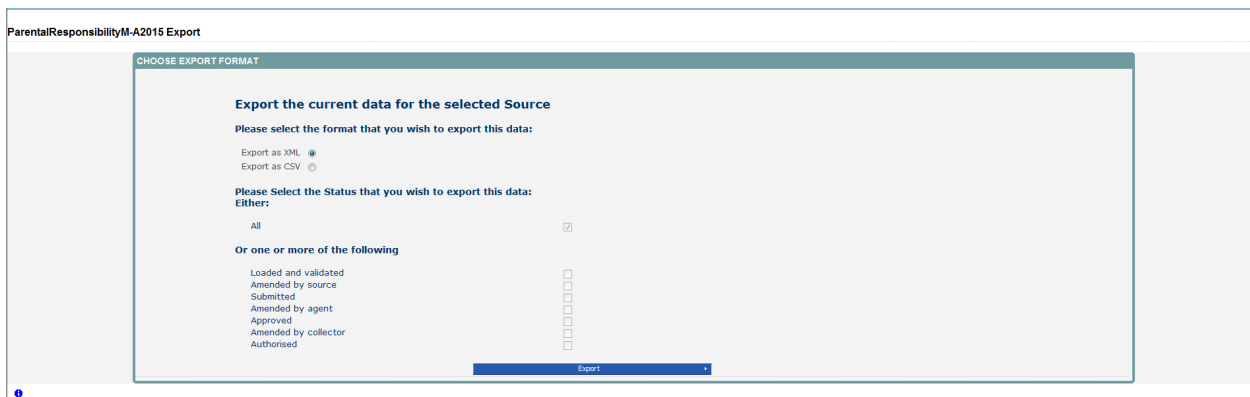 ParentalResponsibilityM-A2015 Export
CHOOSE EXPORT FORMAT
Export the current data for the selected Source
Please select the format that you wish to export this data:
Export as XML
Export as CSV
Please Select the Status that you wish to export this data:
Either:
All
Or one or more of the following
Loaded and validated
Amended by source
Submitted
Amended by agent
Approved
Amended by collector
Authorised
Export